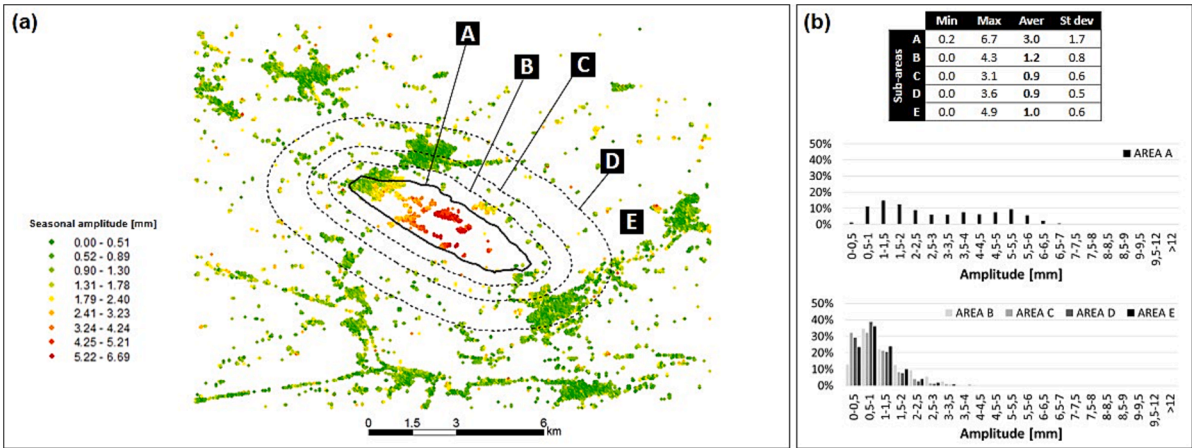 (a)
A
B
C
D
E
Seasonal amplitude [mm]
0.00 - 0.51
0.52 - 0.89
0.90 - 1.30
1.31 - 1.78
1.79 - 2.40
2.41 - 3.23
3.24 - 4.24
4.25 - 5.21
5.22 - 6.69
0 1.5 3 6
km
(b)
Min Max Aver St dev
Sub-areas
A 0.2 6.7 3.0 1.7
B 0.0 4.3 1.2 0.8
C 0.0 3.1 0.9 0.6
D 0.0 3.6 0.9 0.5
E 0.0 4.9 1.0 0.6
50%
40%
30%
20%
10%
0%
AREA A
0-0,5 0,5-1 1-1,5 1,5-2 2-2,5 2,5-3 3-3,5 3,5-4 4-4,5 4,5-5 5-5,5 5,5-6 6-6,5 6,5-7 7-7,5 7,5-8 8-8,5 8,5-9 9-9,5 9,5-12 >12
Amplitude [mm]
50%
40%
30%
20%
10%
0%
AREA B AREA C AREA D AREA E
0-0,5 0,5-1 1-1,5 1,5-2 2-2,5 2,5-3 3-3,5 3,5-4 4-4,5 4,5-5 5-5,5 5,5-6 6-6,5 6,5-7 7-7,5 7,5-8 8-8,5 8,5-9 9-9,5 9,5-12 >12
Amplitude [mm]